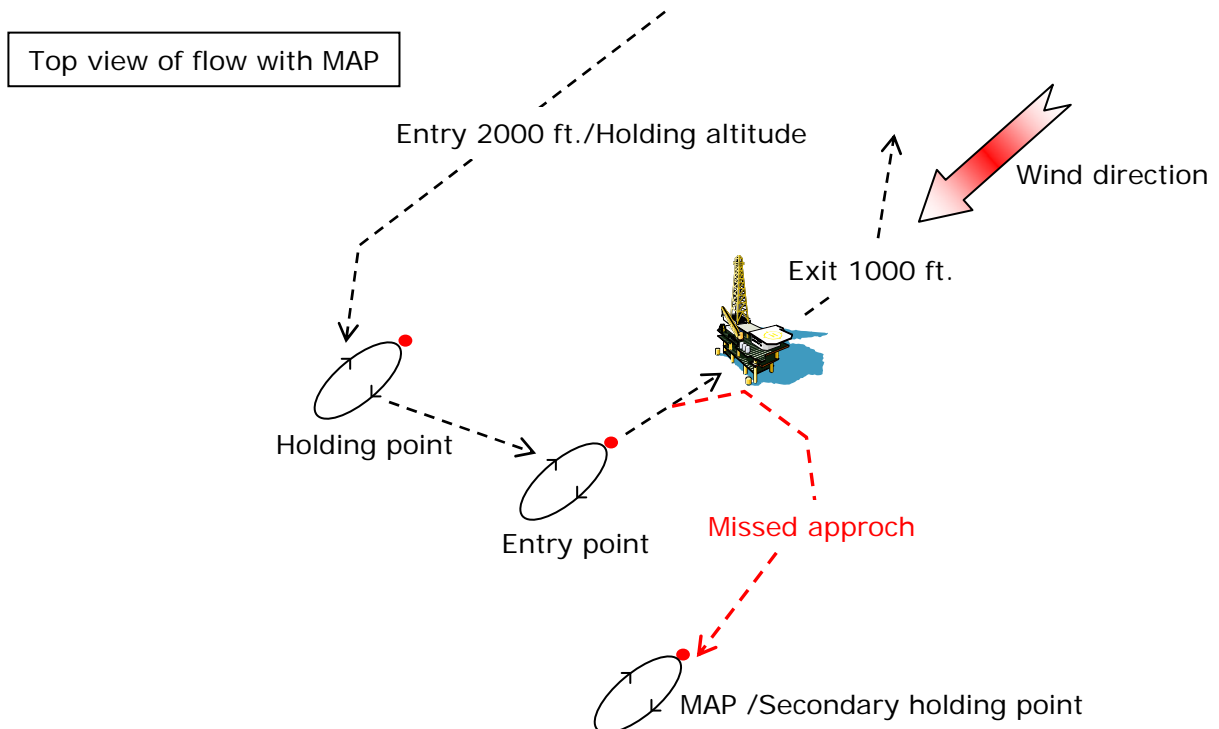 Top view of flow with MAP
Entry 2000 ft./Holding altitude
Wind direction
Exit 1000 ft.
Holding point
Entry point
Missed approch
MAP /Secondary holding point